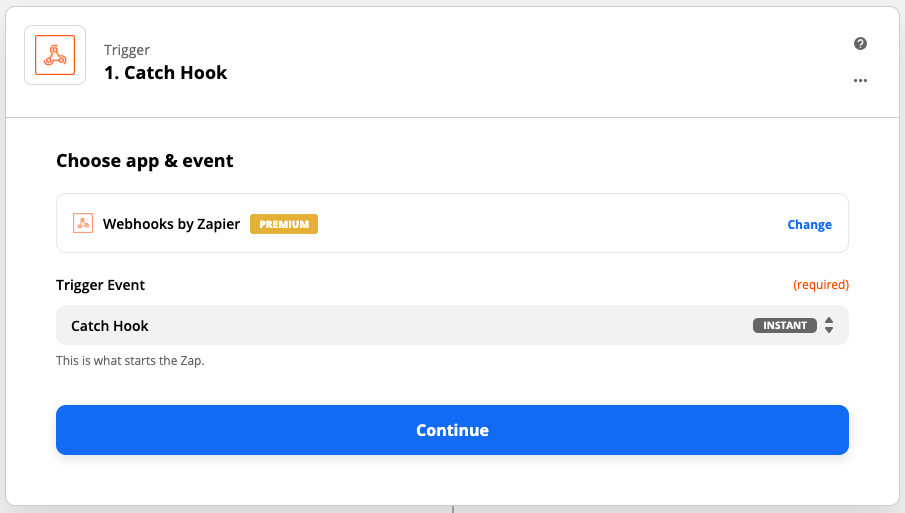 Trigger
1. Catch Hook
Choose app & event
Webhooks by Zapier PREMIUM Change
Trigger Event (required)
Catch Hook INSTANT
This is what starts the Zap.
Continue